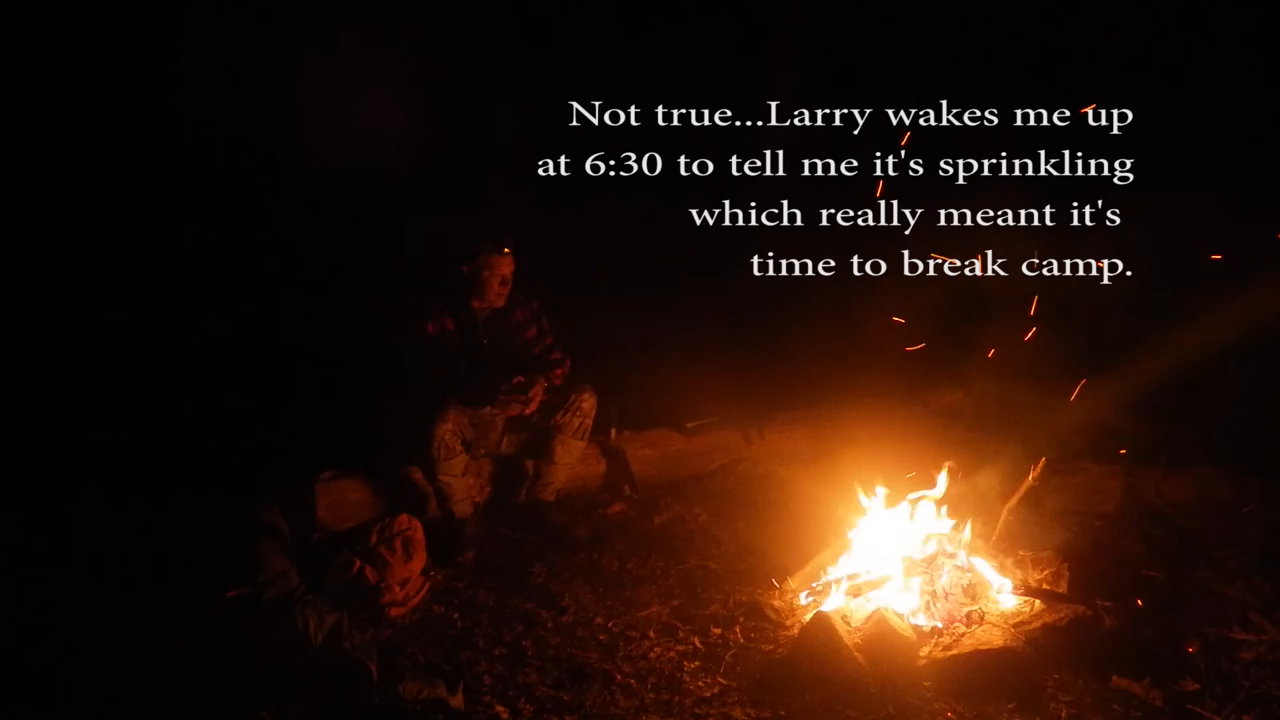 Not true...Larry wakes me up
at 6:30 to tell me it's sprinkling
which really meant it's
time to break camp.